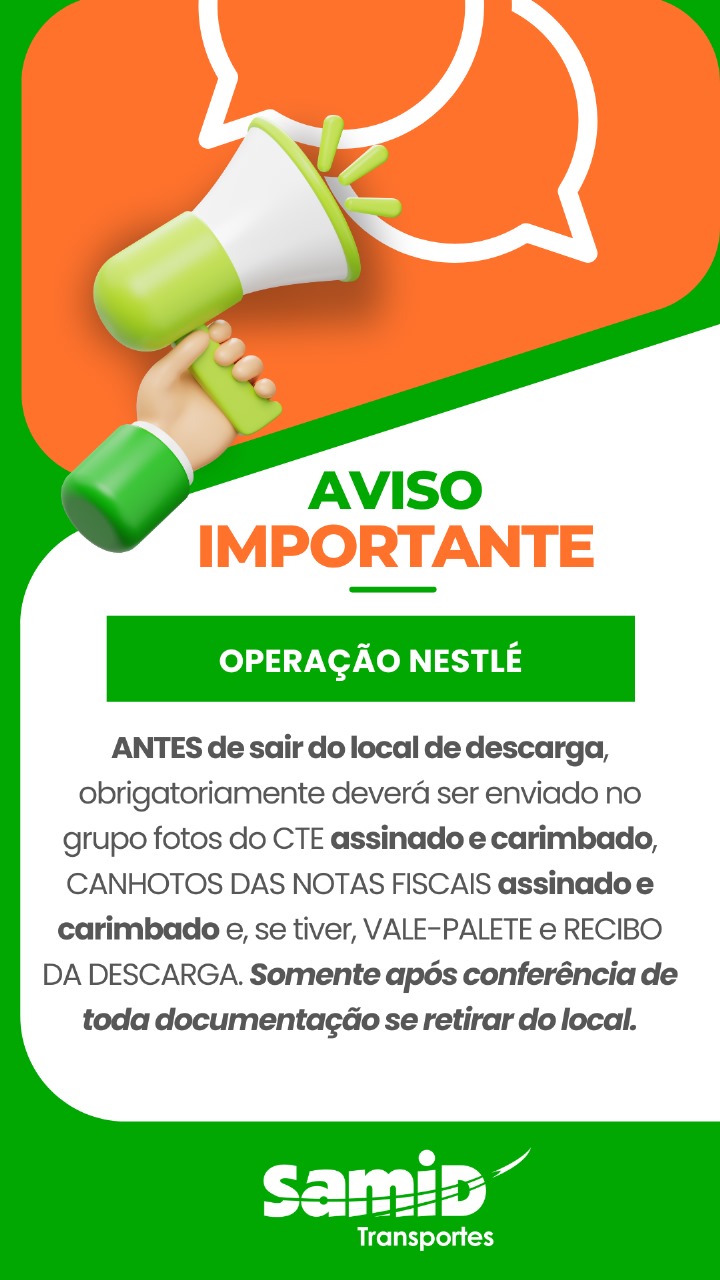 AVISO
IMPORTANTE
OPERAÇÃO NESTLÉ
ANTES de sair do local de descarga,
obrigatoriamente deverá ser enviado no
grupo fotos do CTE assinado e carimbado,
CANHOTOS DAS NOTAS FISCAIS assinado e
carimbado e, se tiver, VALE-PALETE e RECIBO
DA DESCARGA. Somente após conferência de
toda documentação se retirar do local.
samiD
Transportes